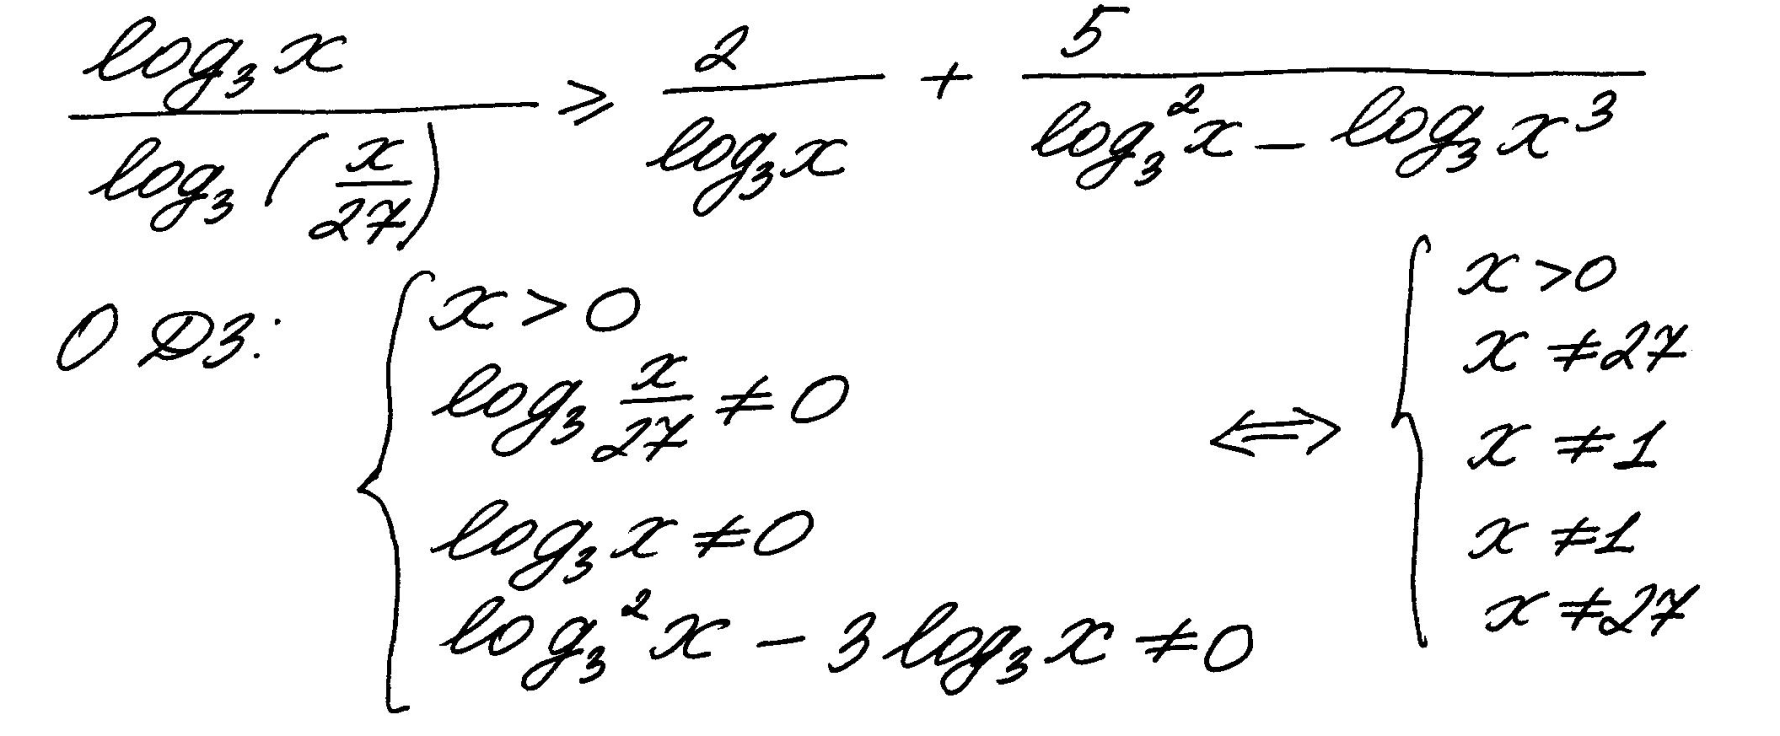 log₃x / log₃(x/27) ⩾ 2 / log₃x + 5 / (log₃²x − log₃x³)
ОДЗ: { x > 0 ⟺ { x > 0
log₃ x/27 ≠ 0 x ≠ 27
log₃x ≠ 0 x ≠ 1
x ≠ 1
log₃²x − 3log₃x ≠ 0 x ≠ 27